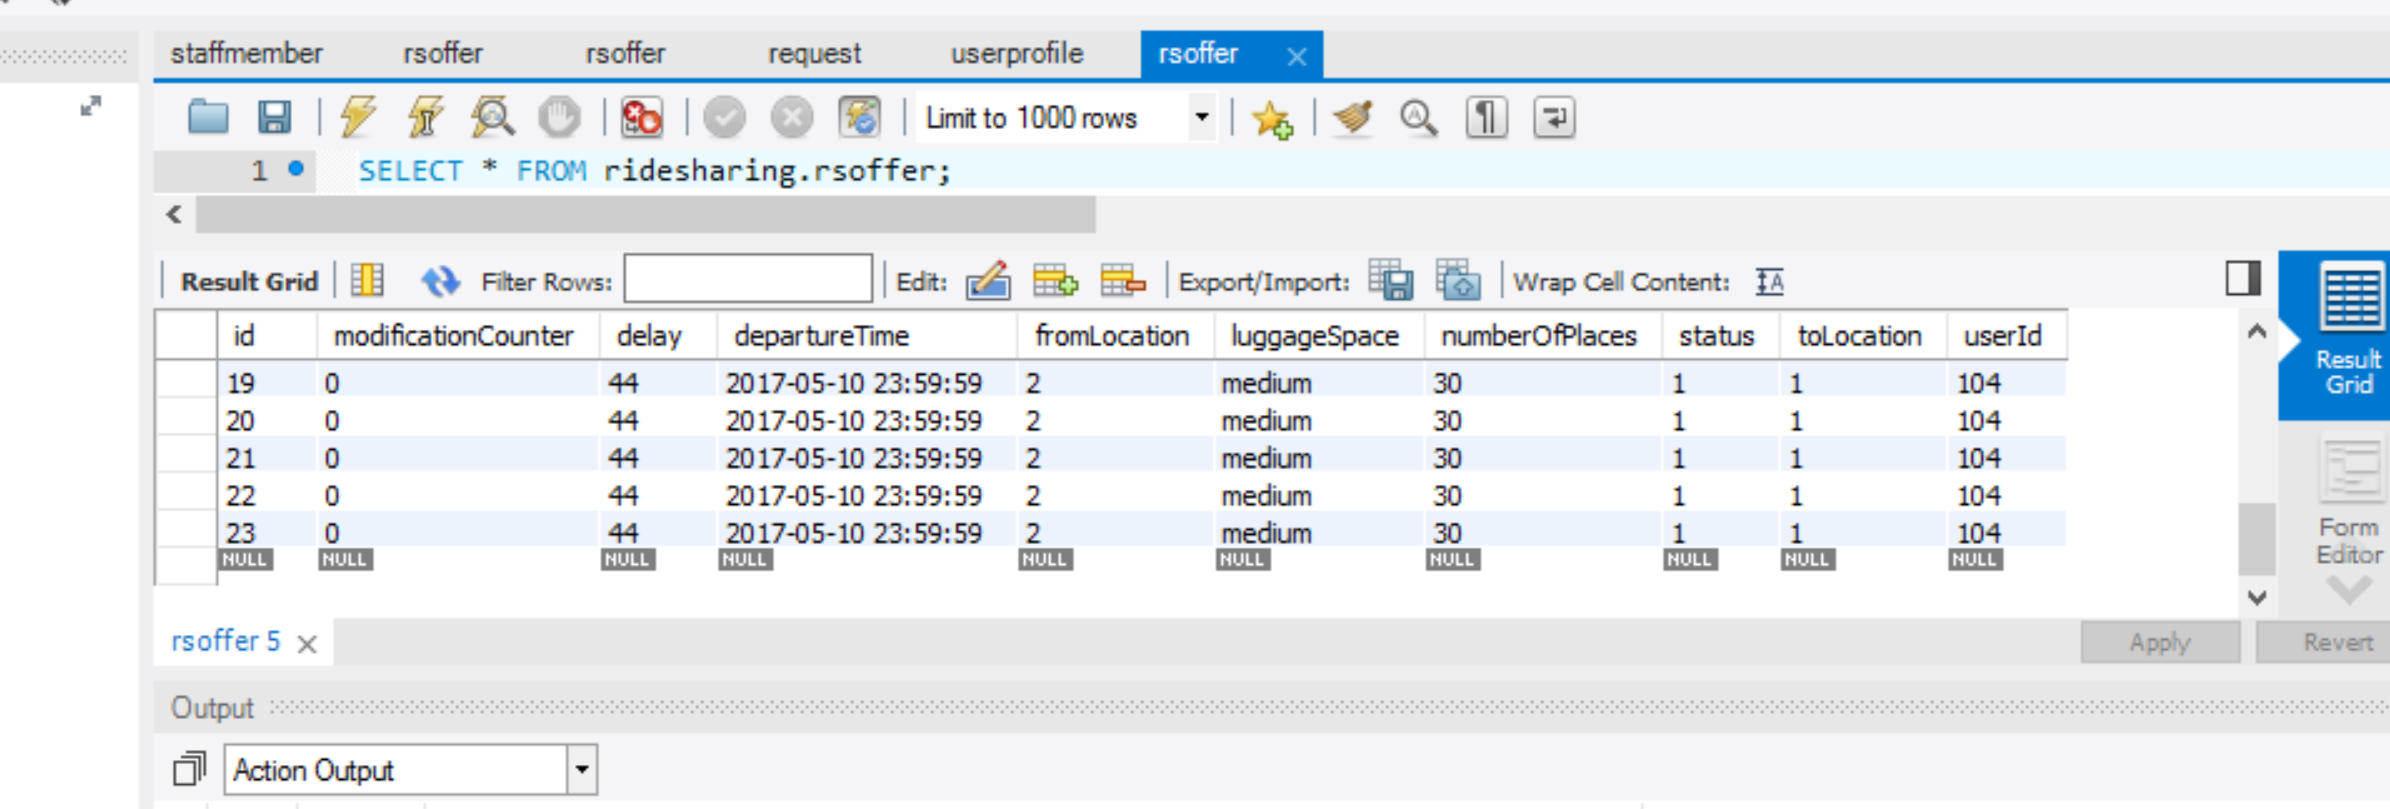 staffmember rsoffer rsoffer request userprofile rsoffer
Limit to 1000 rows
1 SELECT * FROM ridesharing.rsoffer;
Result Grid Filter Rows: Edit: Export/Import: Wrap Cell Content:
id modificationCounter delay departureTime fromLocation luggageSpace numberOfPlaces status toLocation userId
19 0 44 2017-05-10 23:59:59 2 medium 30 1 1 104
20 0 44 2017-05-10 23:59:59 2 medium 30 1 1 104
21 0 44 2017-05-10 23:59:59 2 medium 30 1 1 104
22 0 44 2017-05-10 23:59:59 2 medium 30 1 1 104
23 0 44 2017-05-10 23:59:59 2 medium 30 1 1 104
NULL NULL NULL NULL NULL NULL NULL NULL NULL NULL
Result
Grid
Form
Editor
rsoffer 5 Apply Revert
Output
Action Output